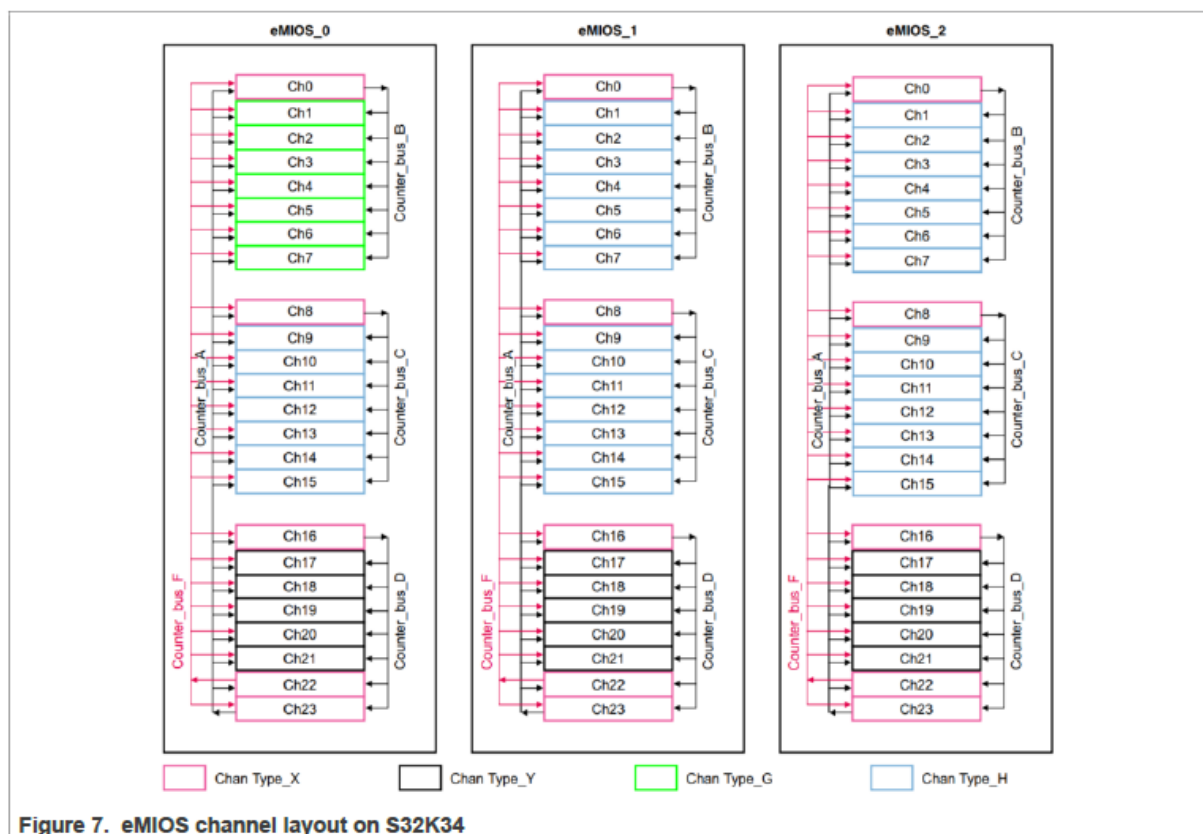 eMIOS_0
Ch0
Ch1
Ch2
Ch3
Ch4
Ch5
Ch6
Ch7
Counter_bus_B
Ch8
Ch9
Ch10
Ch11
Ch12
Ch13
Ch14
Ch15
Counter_bus_A
Counter_bus_C
Ch16
Ch17
Ch18
Ch19
Ch20
Ch21
Ch22
Ch23
Counter_bus_F
Counter_bus_D
eMIOS_1
Ch0
Ch1
Ch2
Ch3
Ch4
Ch5
Ch6
Ch7
Counter_bus_B
Ch8
Ch9
Ch10
Ch11
Ch12
Ch13
Ch14
Ch15
Counter_bus_A
Counter_bus_C
Ch16
Ch17
Ch18
Ch19
Ch20
Ch21
Ch22
Ch23
Counter_bus_F
Counter_bus_D
eMIOS_2
Ch0
Ch1
Ch2
Ch3
Ch4
Ch5
Ch6
Ch7
Counter_bus_B
Ch8
Ch9
Ch10
Ch11
Ch12
Ch13
Ch14
Ch15
Counter_bus_A
Counter_bus_C
Ch16
Ch17
Ch18
Ch19
Ch20
Ch21
Ch22
Ch23
Counter_bus_F
Counter_bus_D
Chan Type_X
Chan Type_Y
Chan Type_G
Chan Type_H
Figure 7. eMIOS channel layout on S32K34